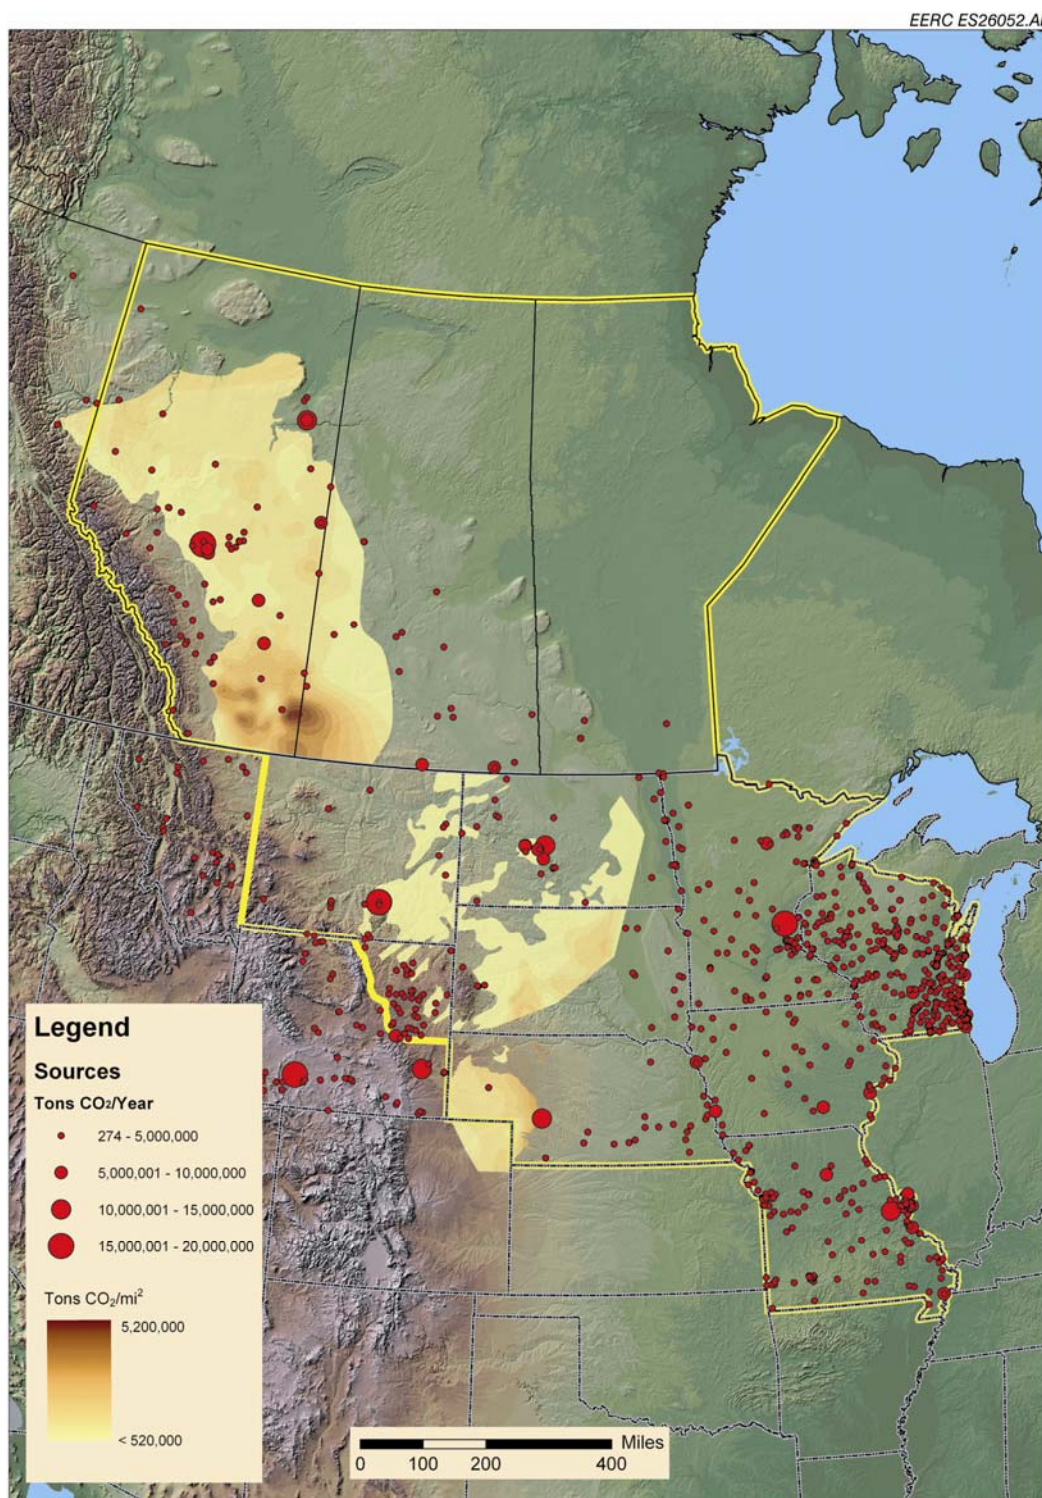 EERC ES26052.A
Legend
Sources
Tons CO₂/Year
274 - 5,000,000
5,000,001 - 10,000,000
10,000,001 - 15,000,000
15,000,001 - 20,000,000
Tons CO₂/mi²
5,200,000
< 520,000
Miles
0 100 200 400